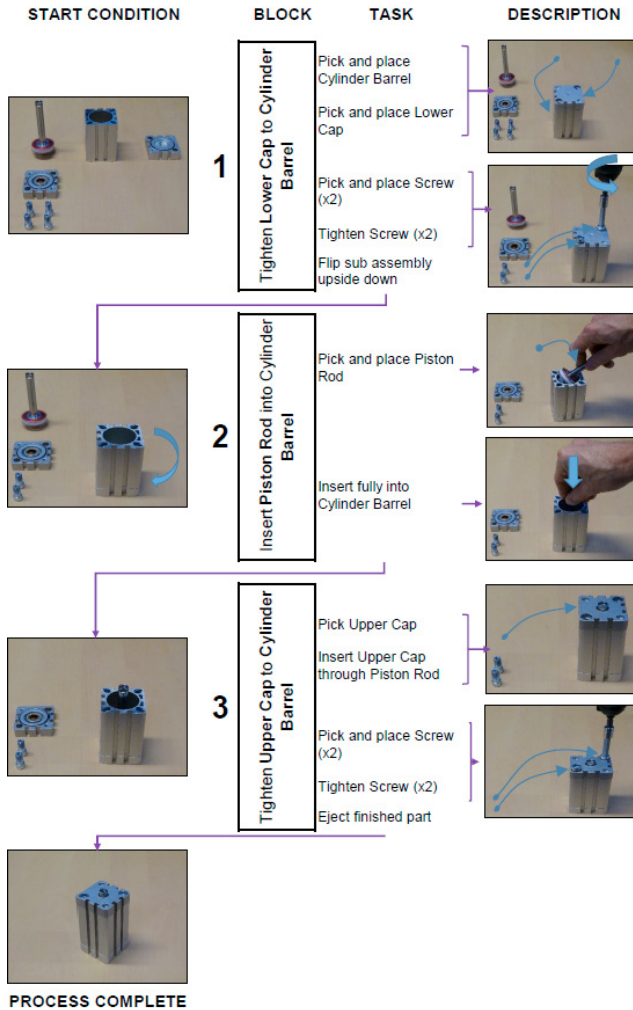 START CONDITION BLOCK TASK DESCRIPTION
1
Tighten Lower Cap to Cylinder
Barrel
Pick and place
Cylinder Barrel
Pick and place Lower
Cap
Pick and place Screw
(x2)
Tighten Screw (x2)
Flip sub assembly
upside down
2
Insert Piston Rod into Cylinder
Barrel
Pick and place Piston
Rod
Insert fully into
Cylinder Barrel
3
Tighten Upper Cap to Cylinder
Barrel
Pick Upper Cap
Insert Upper Cap
through Piston Rod
Pick and place Screw
(x2)
Tighten Screw (x2)
Eject finished part
PROCESS COMPLETE